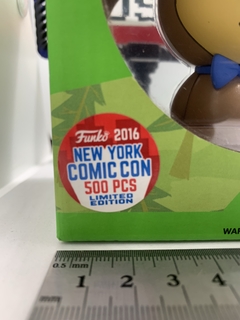 Funko 2016
NEW YORK
COMIC CON
500 PCS
LIMITED
EDITION
WAR
0.5 mm
1 2 3 4